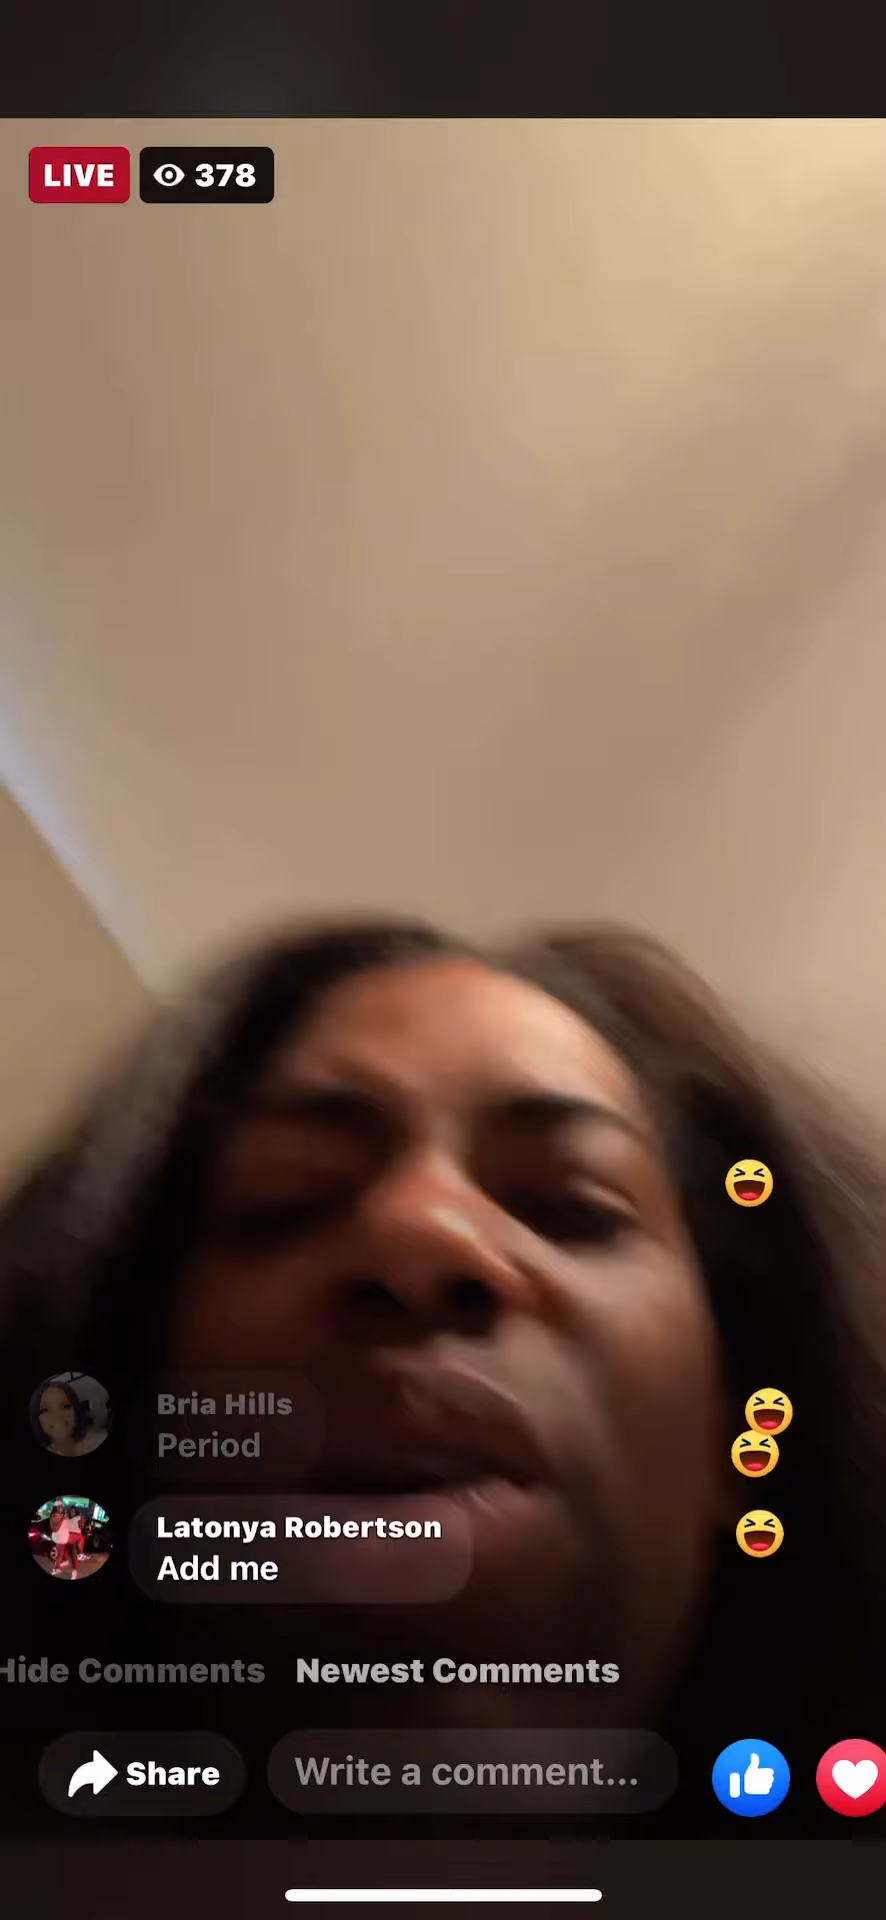 LIVE 378
Bria Hills
Period
Latonya Robertson
Add me
Hide Comments Newest Comments
Share Write a comment...